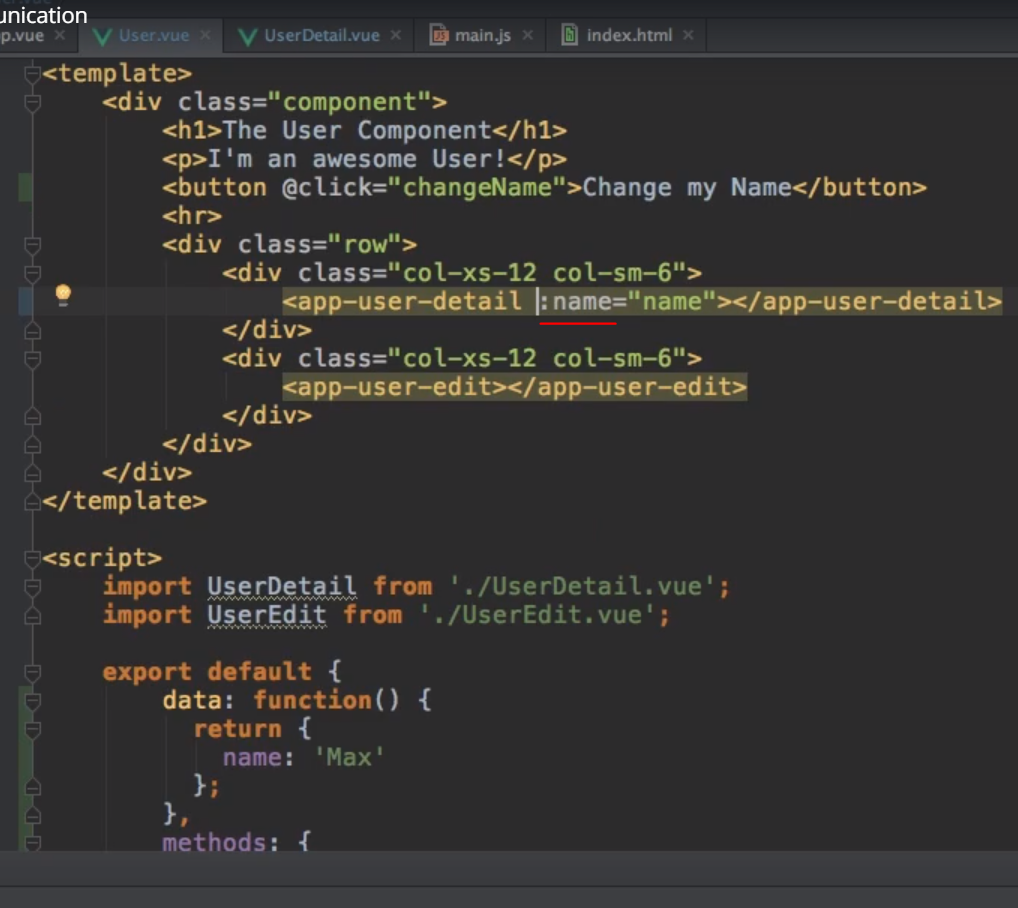 unication
p.vue × User.vue × UserDetail.vue × main.js × index.html ×
<template>
    <div class="component">
        <h1>The User Component</h1>
        <p>I'm an awesome User!</p>
        <button @click="changeName">Change my Name</button>
        <hr>
        <div class="row">
            <div class="col-xs-12 col-sm-6">
                <app-user-detail :name="name"></app-user-detail>
            </div>
            <div class="col-xs-12 col-sm-6">
                <app-user-edit></app-user-edit>
            </div>
        </div>
    </div>
</template>
<script>
    import UserDetail from './UserDetail.vue';
    import UserEdit from './UserEdit.vue';
    export default {
        data: function() {
          return {
            name: 'Max'
          };
        },
        methods: {